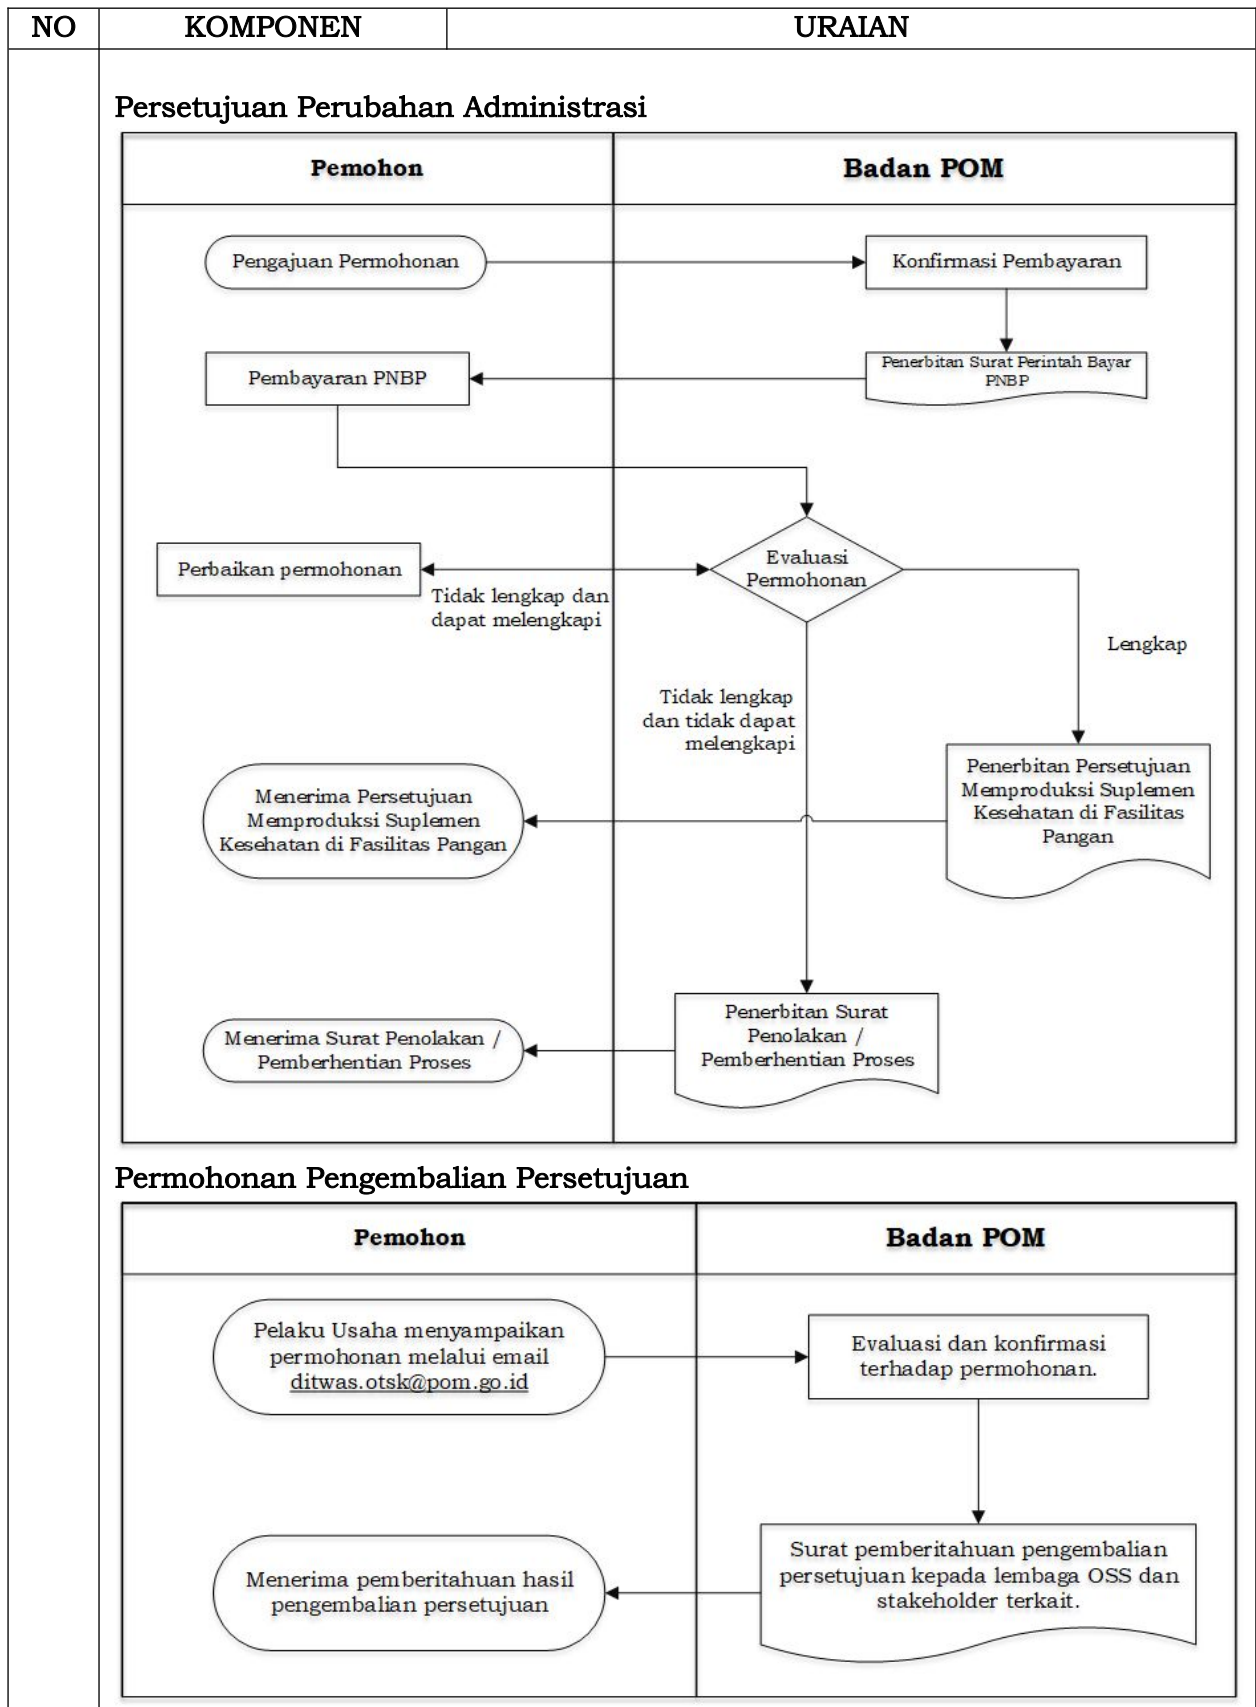 NO KOMPONEN URAIAN
Persetujuan Perubahan Administrasi
Pemohon Badan POM
Pengajuan Permohonan
Konfirmasi Pembayaran
Pembayaran PNBP
Penerbitan Surat Perintah Bayar
PNBP
Perbaikan permohonan
Evaluasi
Permohonan
Tidak lengkap dan
dapat melengkapi
Lengkap
Tidak lengkap
dan tidak dapat
melengkapi
Menerima Persetujuan
Memproduksi Suplemen
Kesehatan di Fasilitas Pangan
Penerbitan Persetujuan
Memproduksi Suplemen
Kesehatan di Fasilitas
Pangan
Menerima Surat Penolakan /
Pemberhentian Proses
Penerbitan Surat
Penolakan /
Pemberhentian Proses
Permohonan Pengembalian Persetujuan
Pemohon Badan POM
Pelaku Usaha menyampaikan
permohonan melalui email
ditwas.otsk@pom.go.id
Evaluasi dan konfirmasi
terhadap permohonan.
Menerima pemberitahuan hasil
pengembalian persetujuan
Surat pemberitahuan pengembalian
persetujuan kepada lembaga OSS dan
stakeholder terkait.